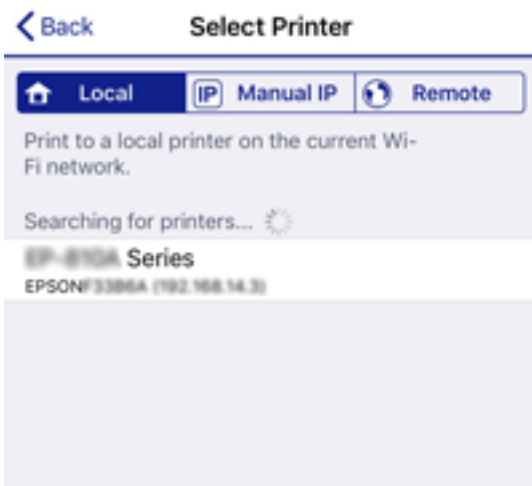 Back Select Printer
Local IP Manual IP Remote
Print to a local printer on the current Wi-
Fi network.
Searching for printers...
Series
EPSON